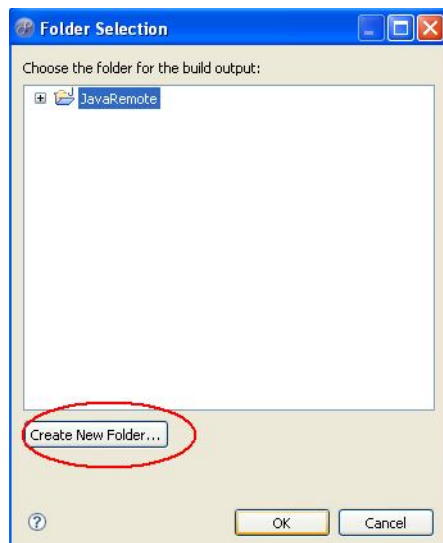 Folder Selection
Choose the folder for the build output:
JavaRemote
Create New Folder...
OK Cancel